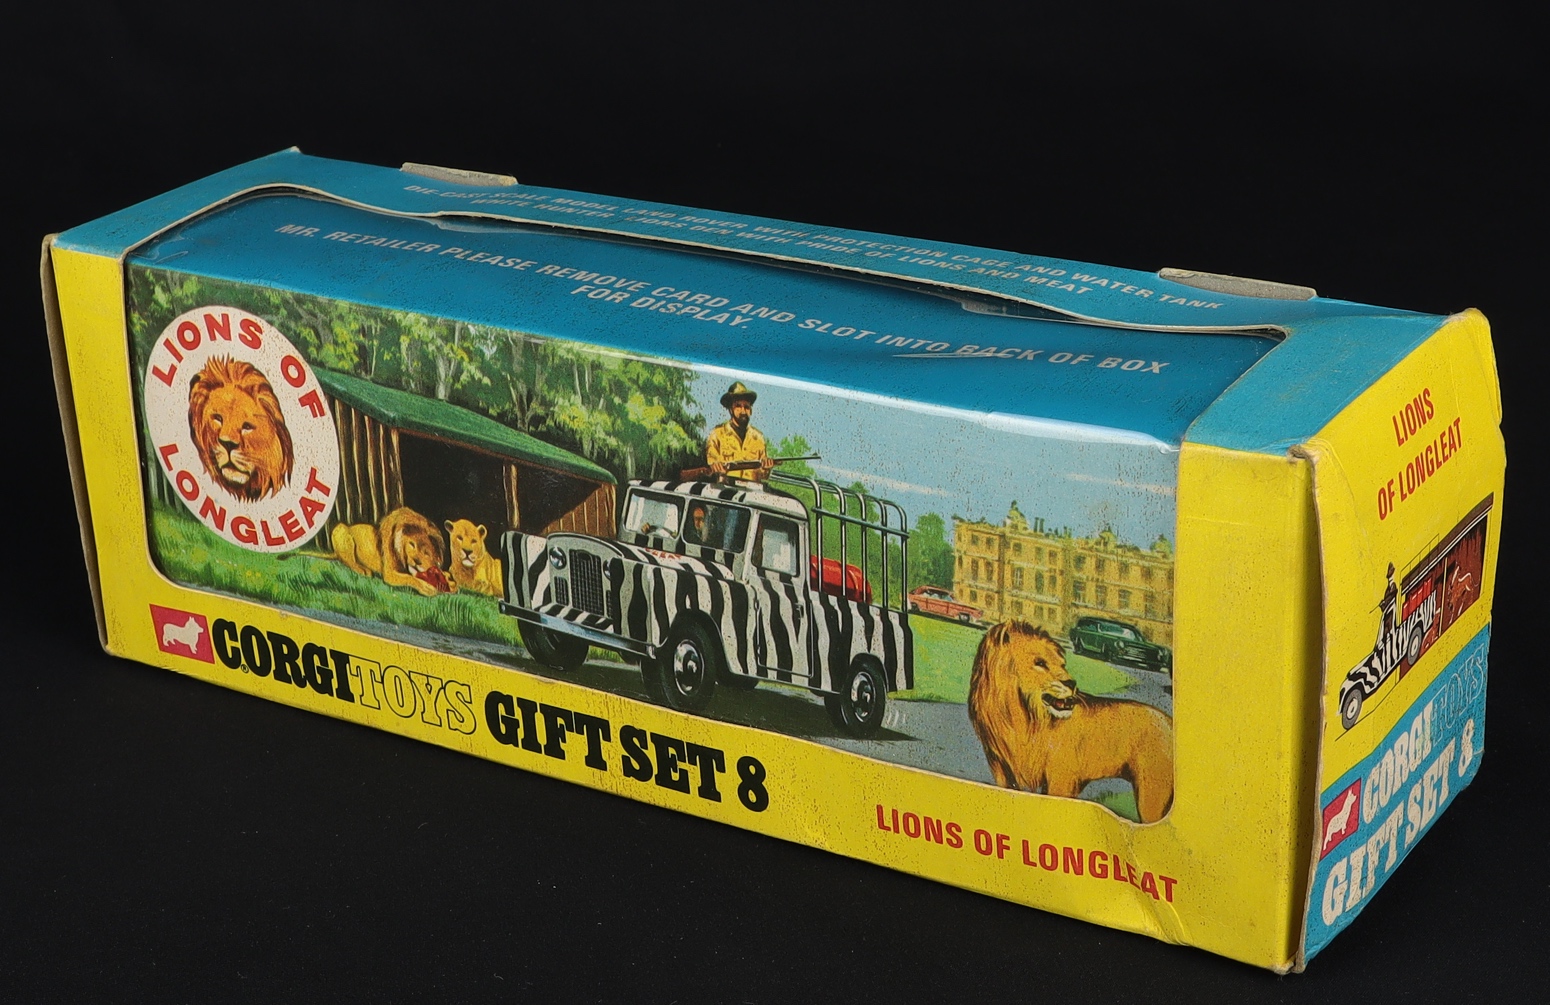 DIE-CAST SCALE MODEL LAND ROVER WITH PROTECTION CAGE AND WATER TANK
WHITE HUNTER LIONS DEN WITH PRIDE OF LIONS AND MEAT
MR. RETAILER PLEASE REMOVE CARD AND SLOT INTO BACK OF BOX
FOR DISPLAY.
LIONS OF
LONGLEAT
CORGI TOYS GIFT SET 8
LIONS OF LONGLEAT
LIONS
OF LONGLEAT
CORGI TOYS
GIFT SET 8